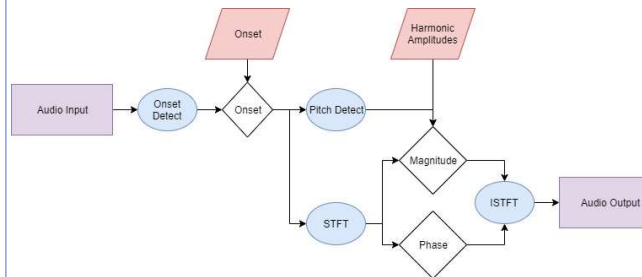 Onset
Harmonic
Amplitudes
Audio Input
Onset
Detect
Onset
Pitch Detect
Magnitude
STFT
Phase
ISTFT
Audio Output